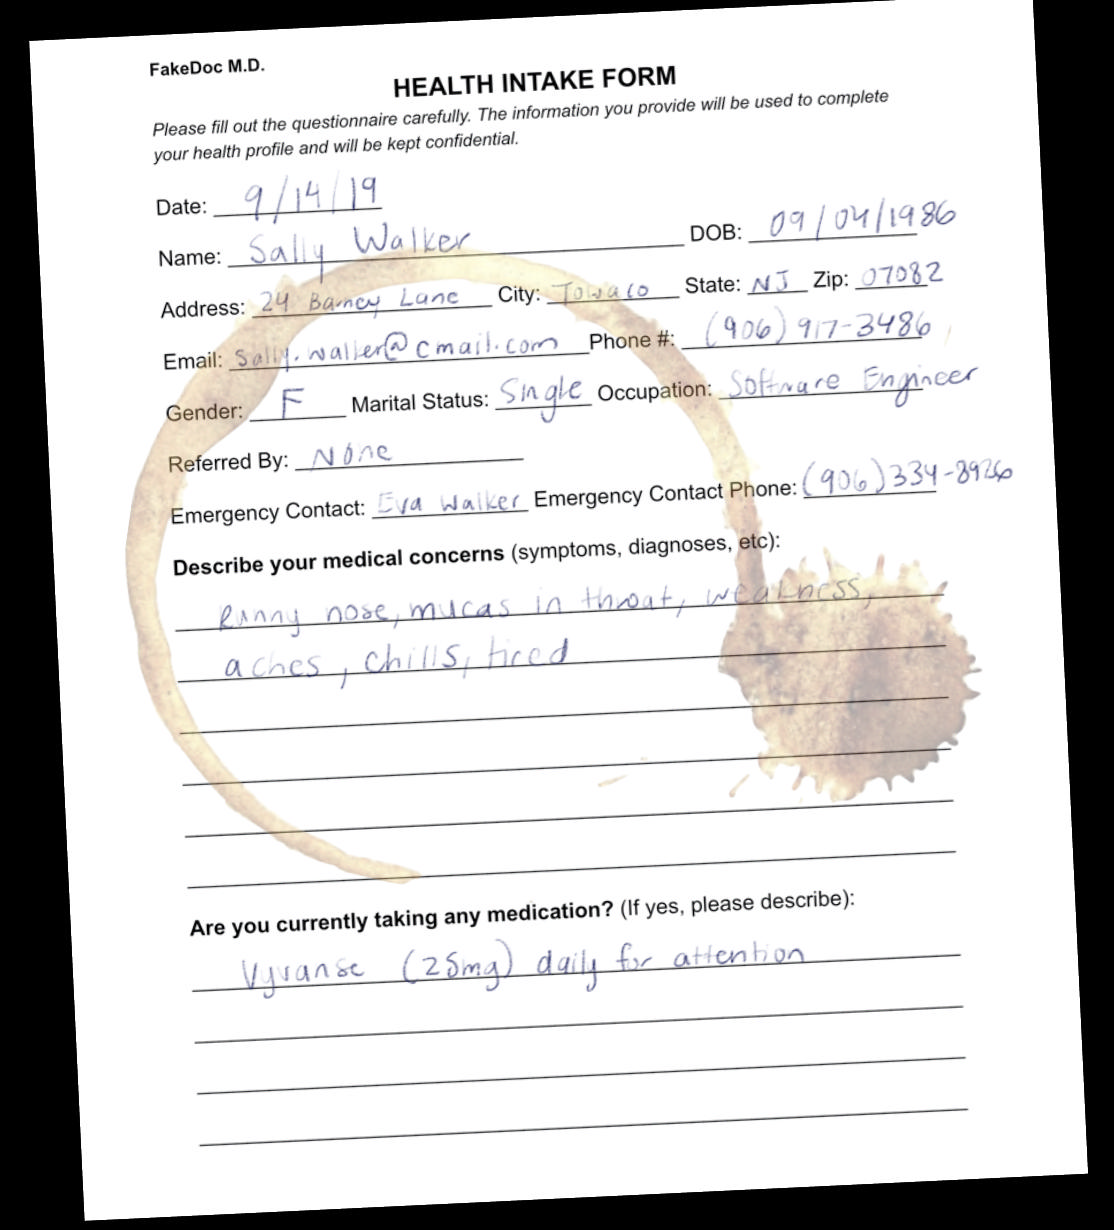 FakeDoc M.D.
HEALTH INTAKE FORM
Please fill out the questionnaire carefully. The information you provide will be used to complete
your health profile and will be kept confidential.
Date: 9/14/19
Name: Sally Walker DOB: 09/04/1986
Address: 24 Barney Lane City: Towaco State: NJ Zip: 07082
Email: Sally.walker@cmail.com Phone #: (906) 917-3486
Gender: F Marital Status: Single Occupation: Software Engineer
Referred By: None
Emergency Contact: Eva Walker Emergency Contact Phone: (906)334-8926
Describe your medical concerns (symptoms, diagnoses, etc):
Runny nose, mucas in throat, weakness,
aches, chills, tired
Are you currently taking any medication? (If yes, please describe):
Vyvanse (25mg) daily for attention